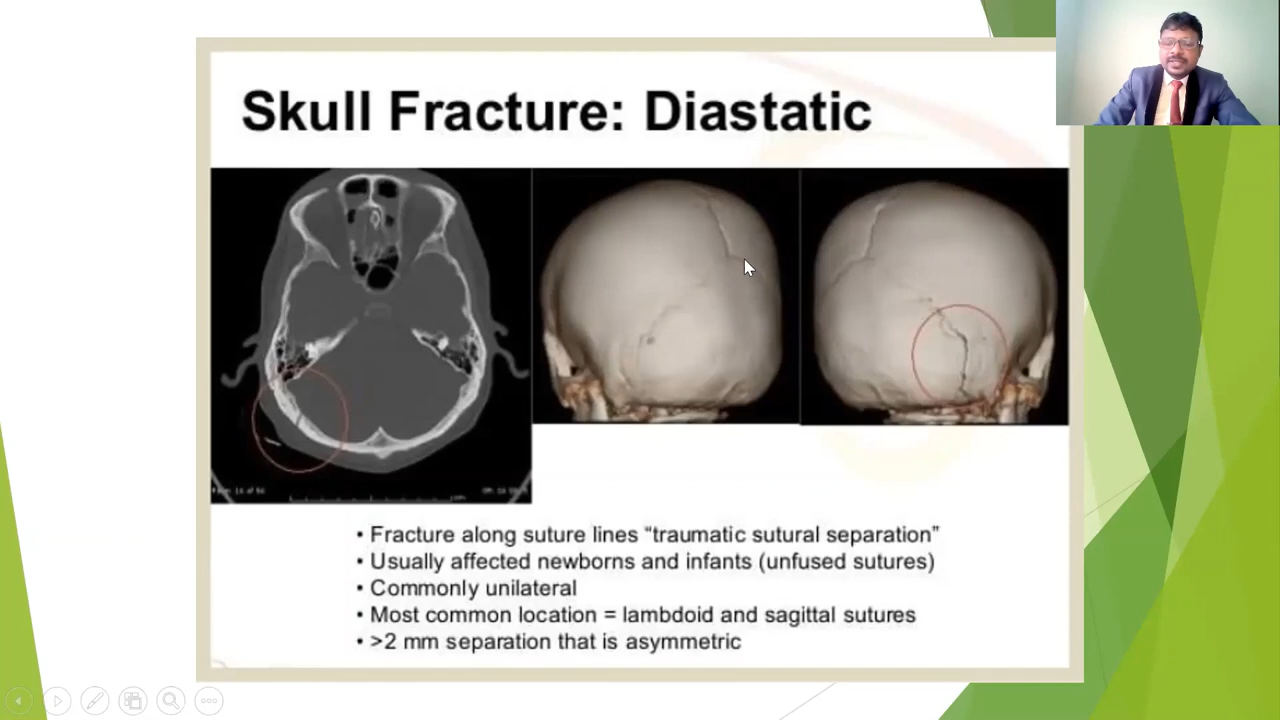 Skull Fracture: Diastatic
• Fracture along suture lines “traumatic sutural separation”
• Usually affected newborns and infants (unfused sutures)
• Commonly unilateral
• Most common location = lambdoid and sagittal sutures
• >2 mm separation that is asymmetric